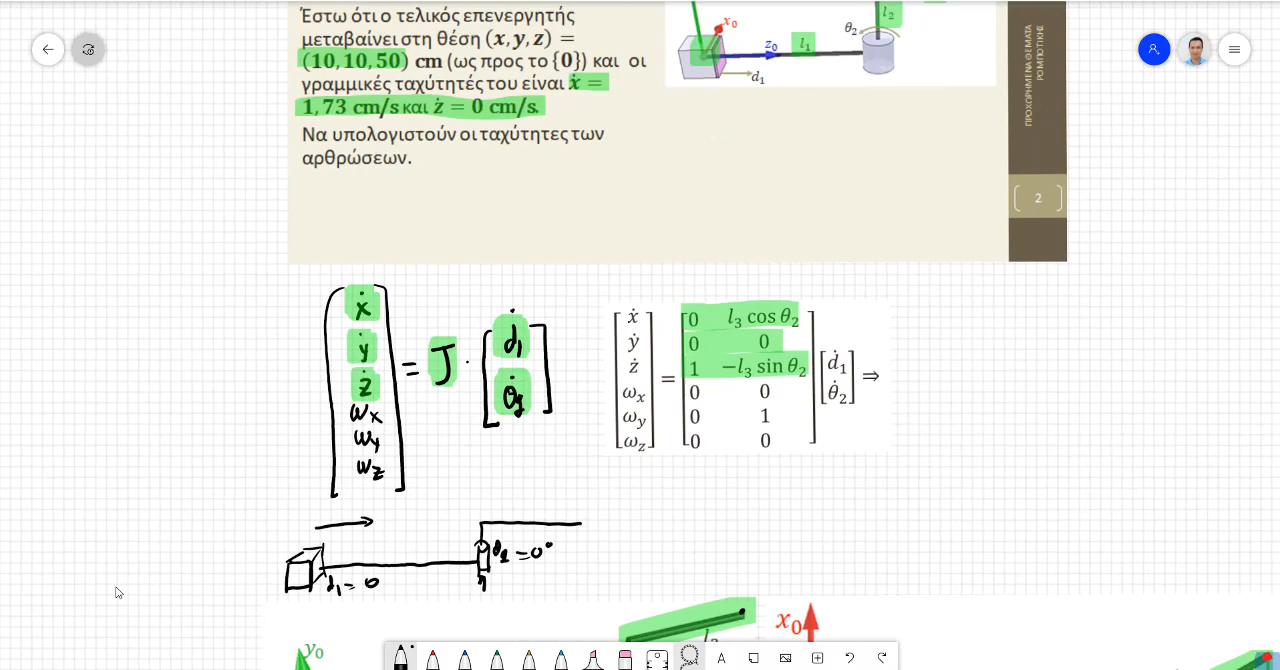 Έστω ότι ο τελικός επενεργητής
μεταβαίνει στη θέση (x, y, z) =
(10, 10, 50) cm (ως προς το {0}) και οι
γραμμικές ταχύτητές του είναι ẋ =
1, 73 cm/s και ż = 0 cm/s.
Να υπολογιστούν οι ταχύτητες των
αρθρώσεων.
x₀
z₀
l₁
d₁
θ₂
l₂
ΠΡΟΧΩΡΗΜΕΝΑ ΘΕΜΑΤΑ
ΡΟΜΠΟΤΙΚΗΣ
2
ẋ
ẏ
ż
ωx
ωy
ωz
= J ·
ḋ₁
ẋ
ẏ
ż
ωx
ωy
ωz
=
0 l₃ cos θ₂
0 0
1 −l₃ sin θ₂
0 0
0 1
0 0
ḋ₁
θ̇₂
⇒
d₁ = 0
= 0°
y₀
x₀
A